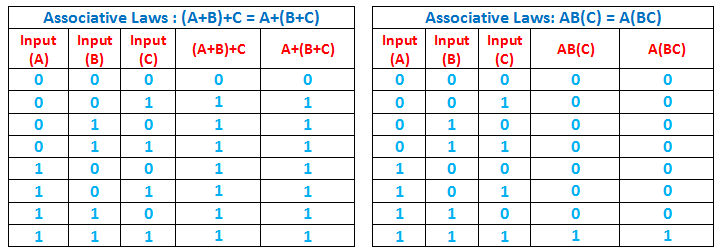 Associative Laws : (A+B)+C = A+(B+C)
Input (A) Input (B) Input (C) (A+B)+C A+(B+C)
0 0 0 0 0
0 0 1 1 1
0 1 0 1 1
0 1 1 1 1
1 0 0 1 1
1 0 1 1 1
1 1 0 1 1
1 1 1 1 1
Associative Laws: AB(C) = A(BC)
Input (A) Input (B) Input (C) AB(C) A(BC)
0 0 0 0 0
0 0 1 0 0
0 1 0 0 0
0 1 1 0 0
1 0 0 0 0
1 0 1 0 0
1 1 0 0 0
1 1 1 1 1